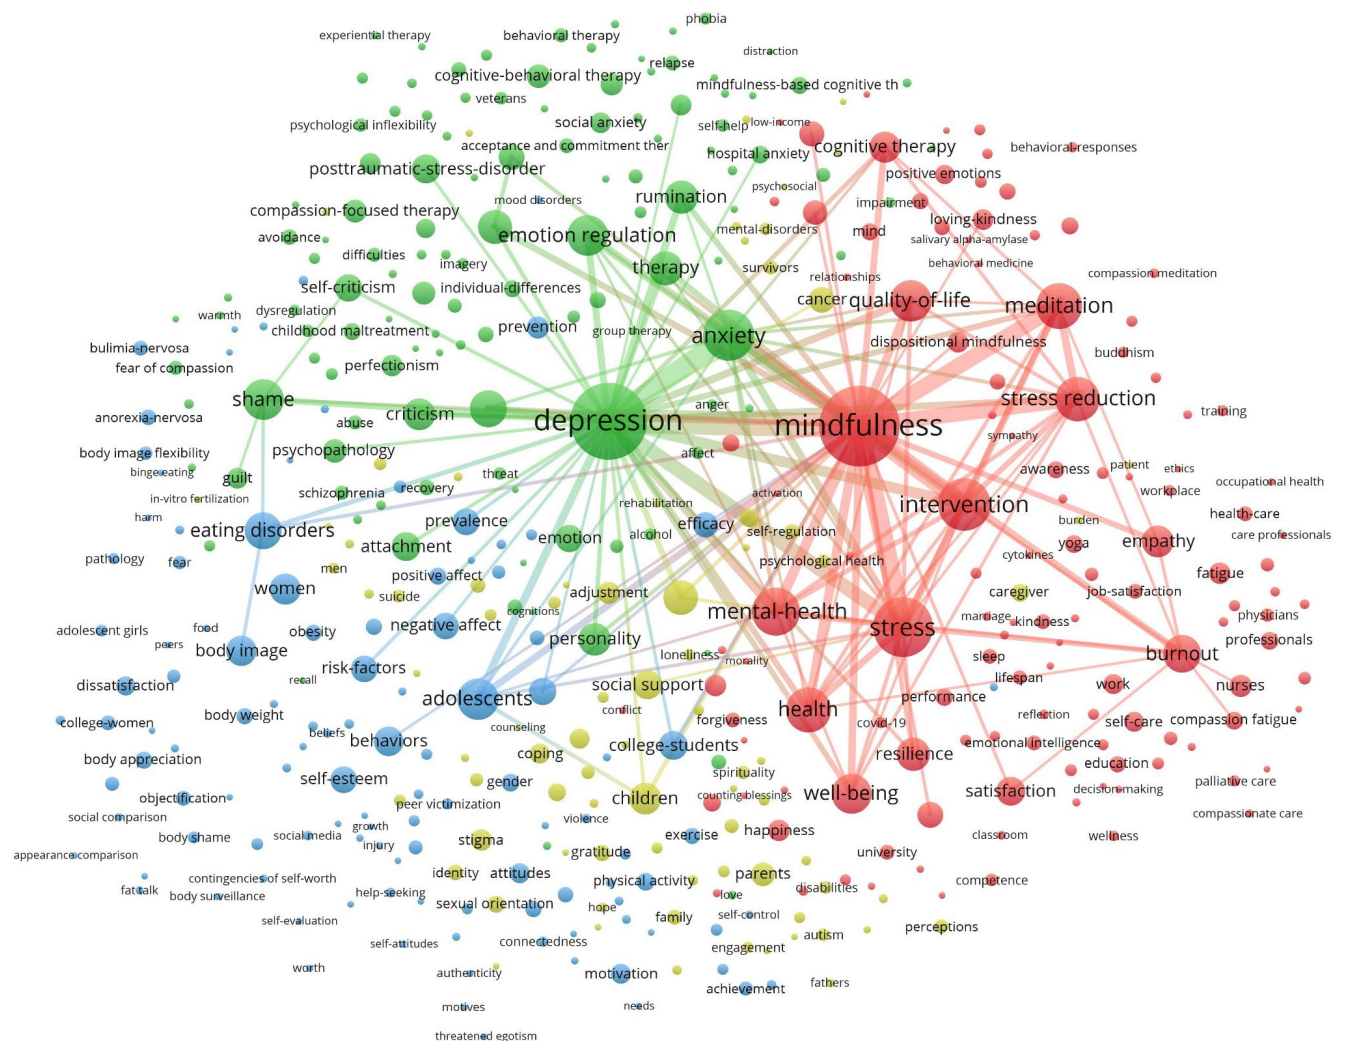 phobia
experiential therapy
behavioral therapy
distraction
relapse
cognitive-behavioral therapy
mindfulness-based cognitive th
veterans
psychological inflexibility
social anxiety
self-help
low-income
acceptance and commitment ther
hospital anxiety
cognitive therapy
behavioral-responses
posttraumatic-stress-disorder
positive emotions
psychosocial
rumination
mood disorders
impairment
compassion-focused therapy
loving-kindness
mental-disorders
mind
avoidance
emotion regulation
salivary alpha-amylase
difficulties
imagery
therapy
survivors
behavioral medicine
relationships
compassion meditation
self-criticism
individual-differences
cancer
quality-of-life
meditation
dysregulation
warmth
childhood maltreatment
prevention
group therapy
anxiety
dispositional mindfulness
bulimia-nervosa
buddhism
fear of compassion
perfectionism
shame
stress reduction
criticism
anger
training
anorexia-nervosa
abuse
depression
mindfulness
sympathy
body image flexibility
psychopathology
affect
binge-eating
guilt
threat
awareness
patient
ethics
in-vitro fertilization
schizophrenia
recovery
activation
workplace
occupational health
rehabilitation
intervention
harm
prevalence
efficacy
burden
health-care
eating disorders
emotion
alcohol
self-regulation
yoga
empathy
care professionals
pathology
fear
attachment
cytokines
men
positive affect
psychological health
fatigue
women
suicide
adjustment
caregiver
job-satisfaction
cognitions
mental-health
marriage
kindness
physicians
adolescent girls
food
obesity
negative affect
stress
peers
body image
personality
professionals
loneliness
morality
sleep
burnout
risk-factors
recall
dissatisfaction
social support
lifespan
work
nurses
adolescents
performance
college-women
body weight
conflict
forgiveness
health
covid-19
reflection
self-care
compassion fatigue
beliefs
behaviors
counseling
college-students
emotional intelligence
body appreciation
coping
resilience
education
self-esteem
gender
spirituality
palliative care
objectification
peer victimization
children
counting blessings
well-being
satisfaction
decision-making
social comparison
growth
violence
compassionate care
body shame
social media
injury
stigma
exercise
happiness
classroom
wellness
appearance comparison
gratitude
university
contingencies of self-worth
identity
attitudes
physical activity
parents
disabilities
competence
fat talk
body surveillance
help-seeking
sexual orientation
hope
love
self-evaluation
family
self-control
perceptions
self-attitudes
connectedness
engagement
autism
worth
authenticity
motivation
achievement
fathers
motives
needs
threatened egotism